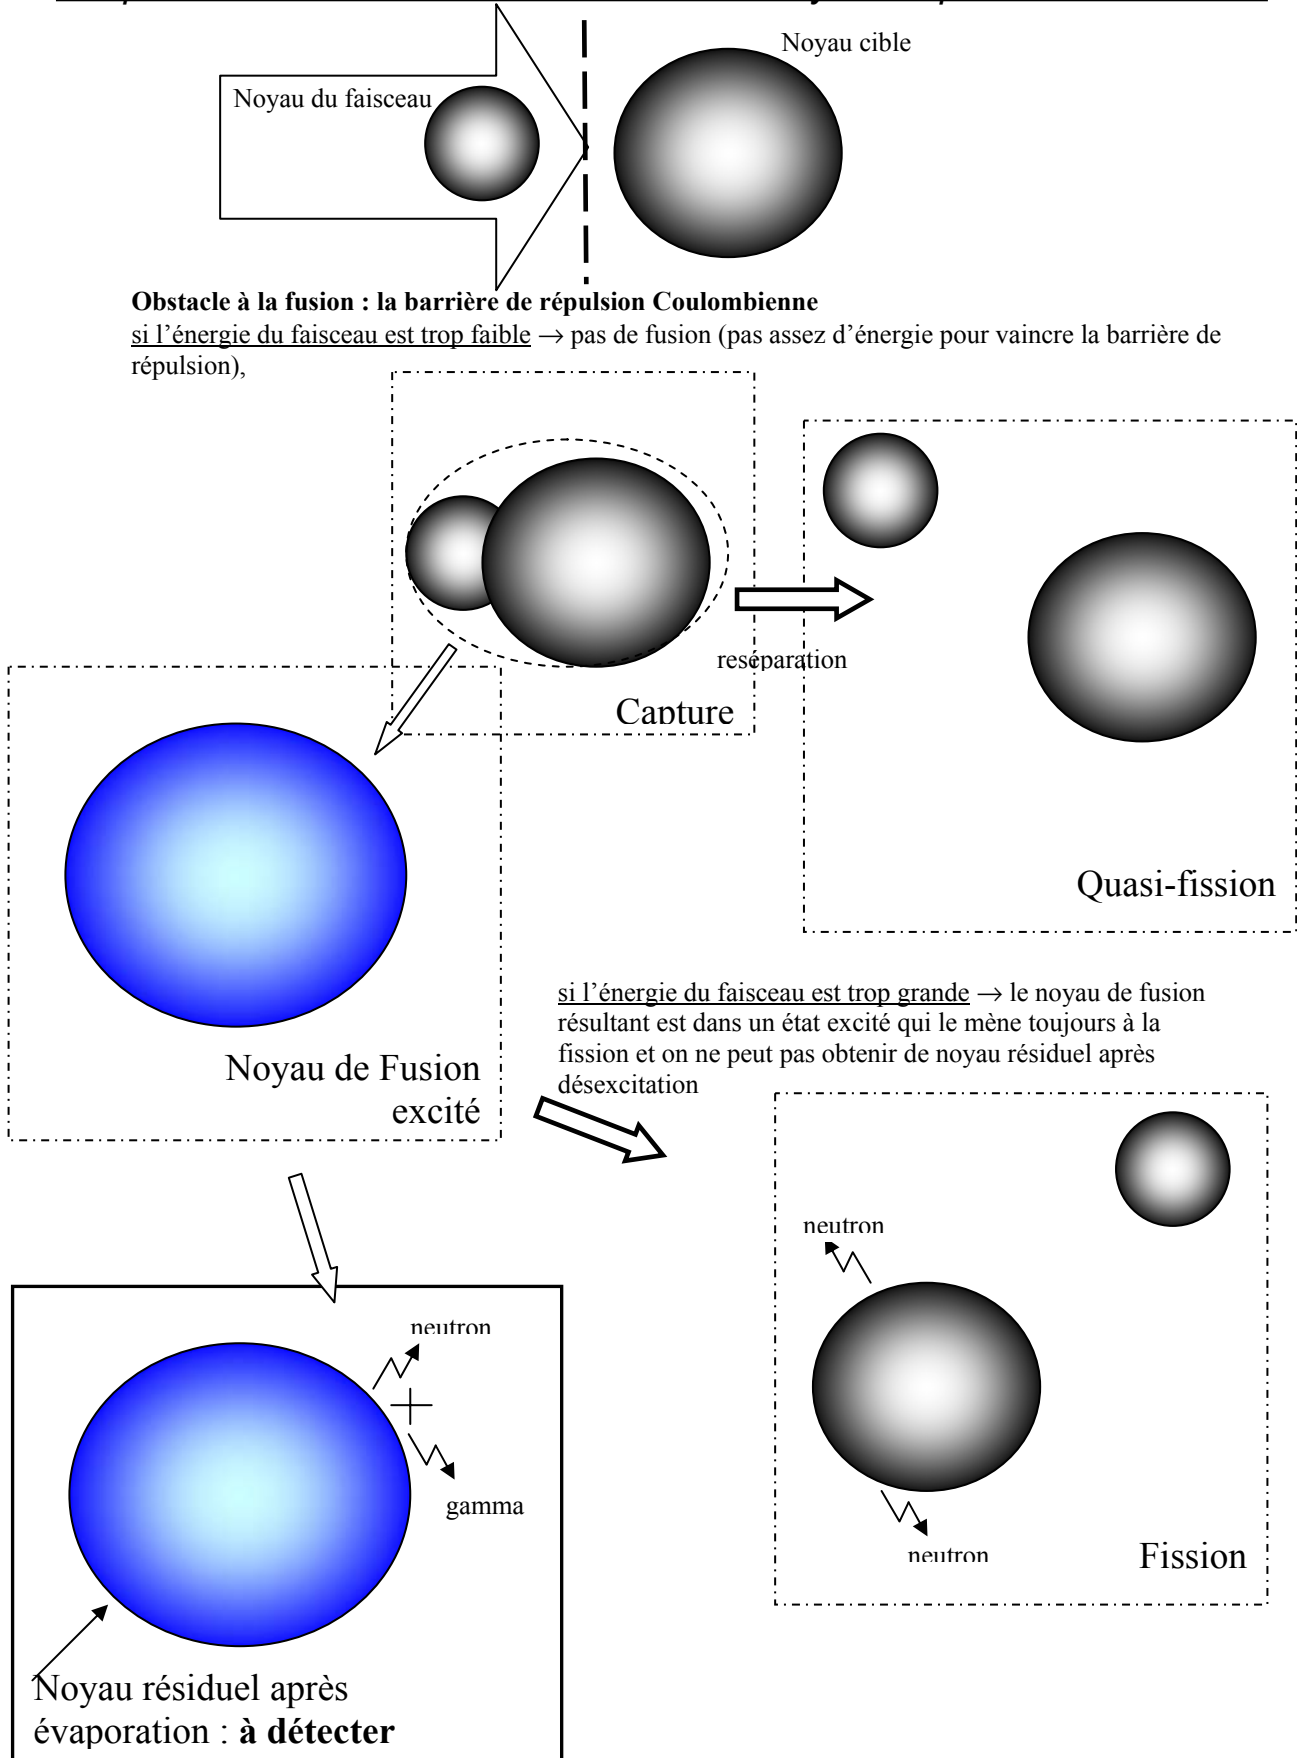 Noyau cible
Noyau du faisceau
Obstacle à la fusion : la barrière de répulsion Coulombienne
si l’énergie du faisceau est trop faible → pas de fusion (pas assez d’énergie pour vaincre la barrière de
répulsion),
reséparation
Capture
Quasi-fission
si l’énergie du faisceau est trop grande → le noyau de fusion
résultant est dans un état excité qui le mène toujours à la
fission et on ne peut pas obtenir de noyau résiduel après
désexcitation
Noyau de Fusion
excité
neutron
neutron
gamma
neutron
Fission
Noyau résiduel après
évaporation : à détecter